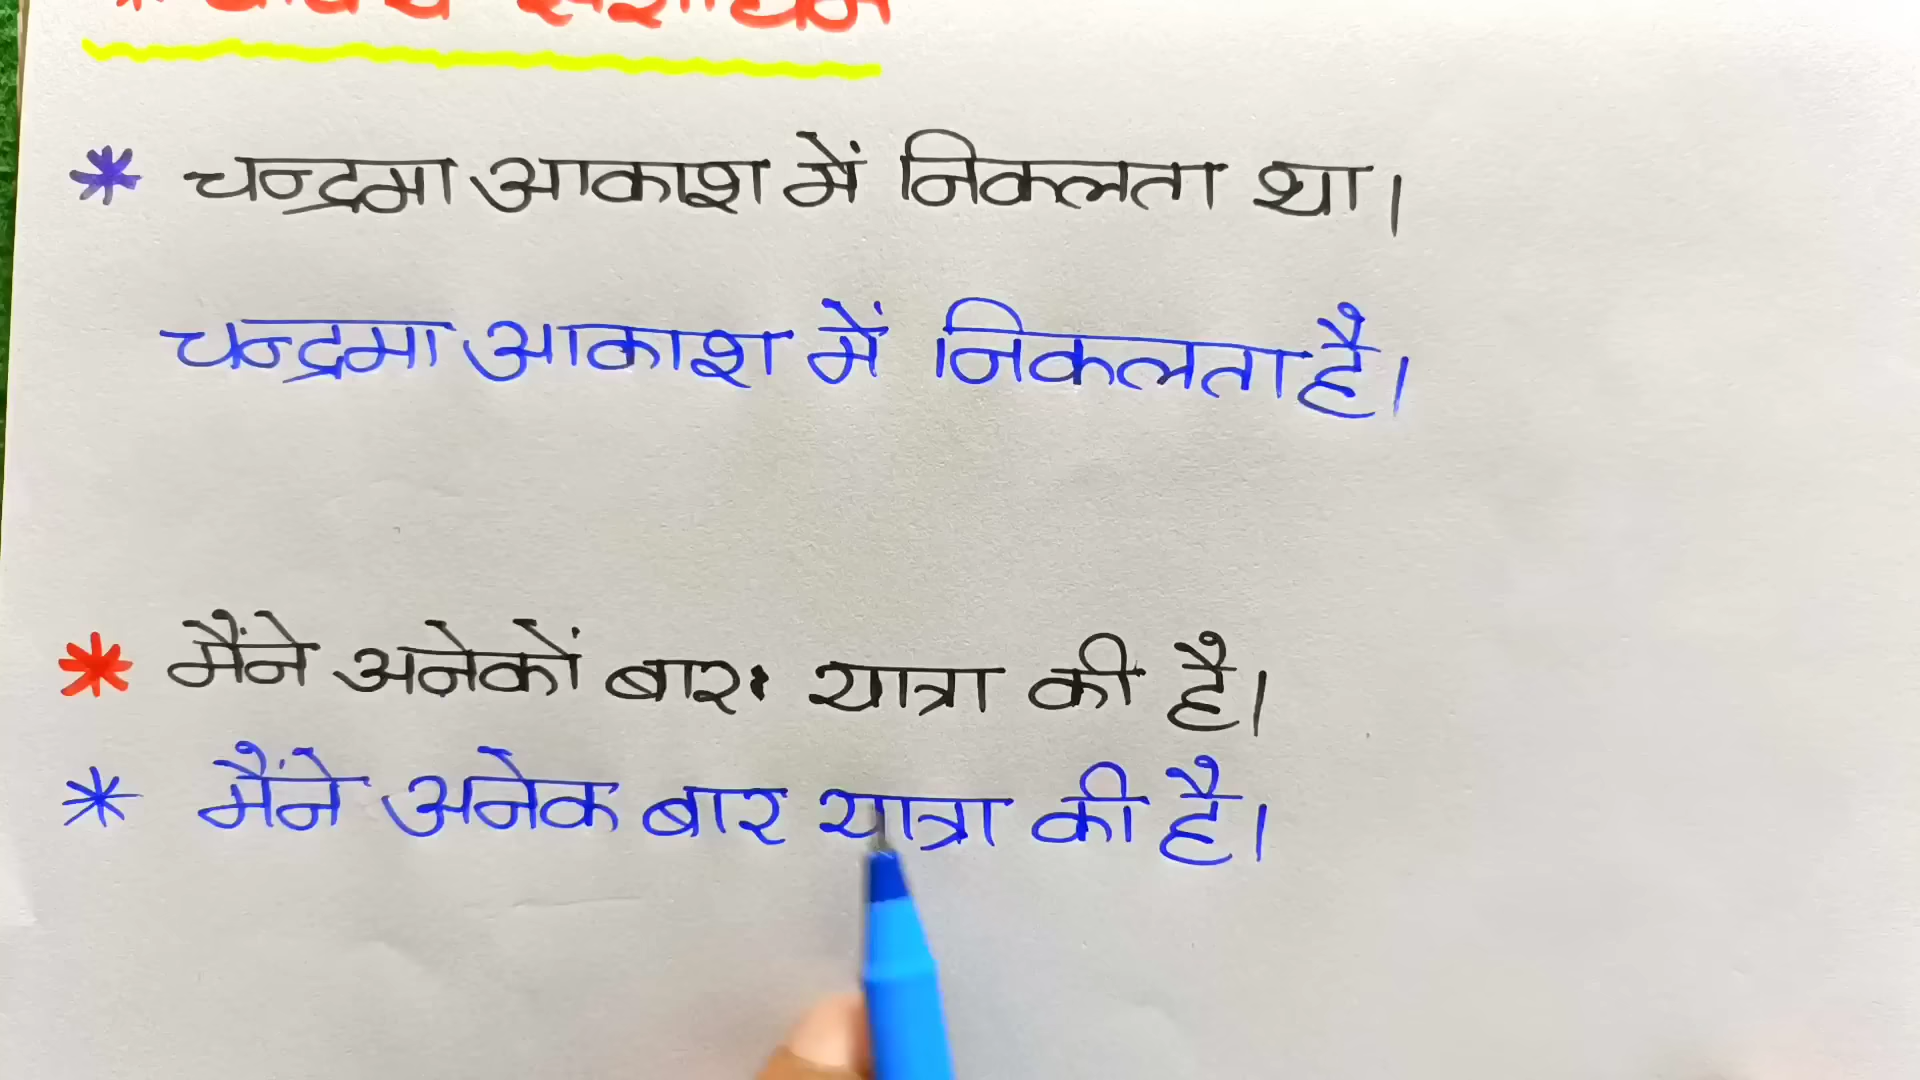 चन्द्रमा आकाश में निकलता था।
चन्द्रमा आकाश में निकलता है।
मैंने अनेकों बार यात्रा की है।
मैंने अनेक बार यात्रा की है।